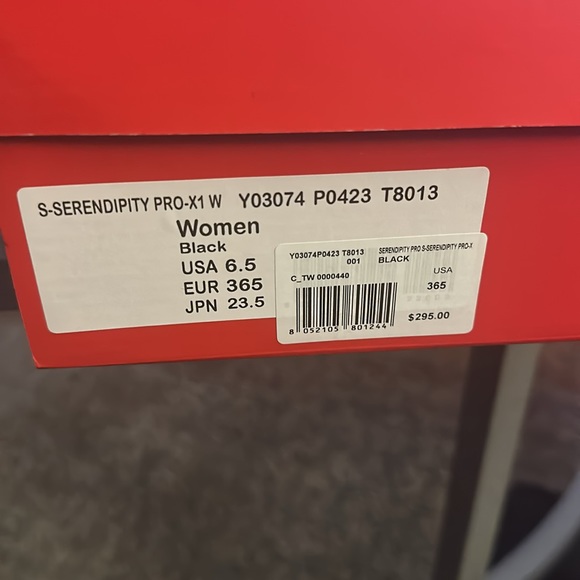 S-SERENDIPITY PRO-X1 W Y03074 P0423 T8013
Women
Black
USA 6.5
EUR 365
JPN 23.5
Y03074P0423 T8013 SERENDIPITY PRO S-SERENDIPITY PRO-X
001 BLACK
C_TW 0000440 USA
365
8 052105 801244
$295.00